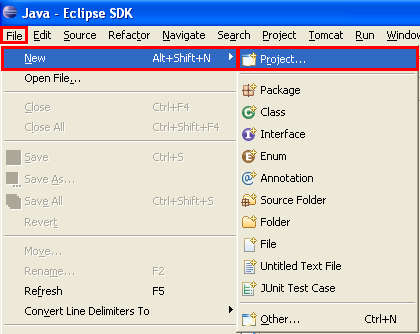 Java - Eclipse SDK
File Edit Source Refactor Navigate Search Project Tomcat Run Window
New Alt+Shift+N
Open File...
Close Ctrl+F4
Close All Ctrl+Shift+F4
Save Ctrl+S
Save As...
Save All Ctrl+Shift+S
Revert
Move...
Rename... F2
Refresh F5
Convert Line Delimiters To
Project...
Package
Class
Interface
Enum
Annotation
Source Folder
Folder
File
Untitled Text File
JUnit Test Case
Other... Ctrl+N